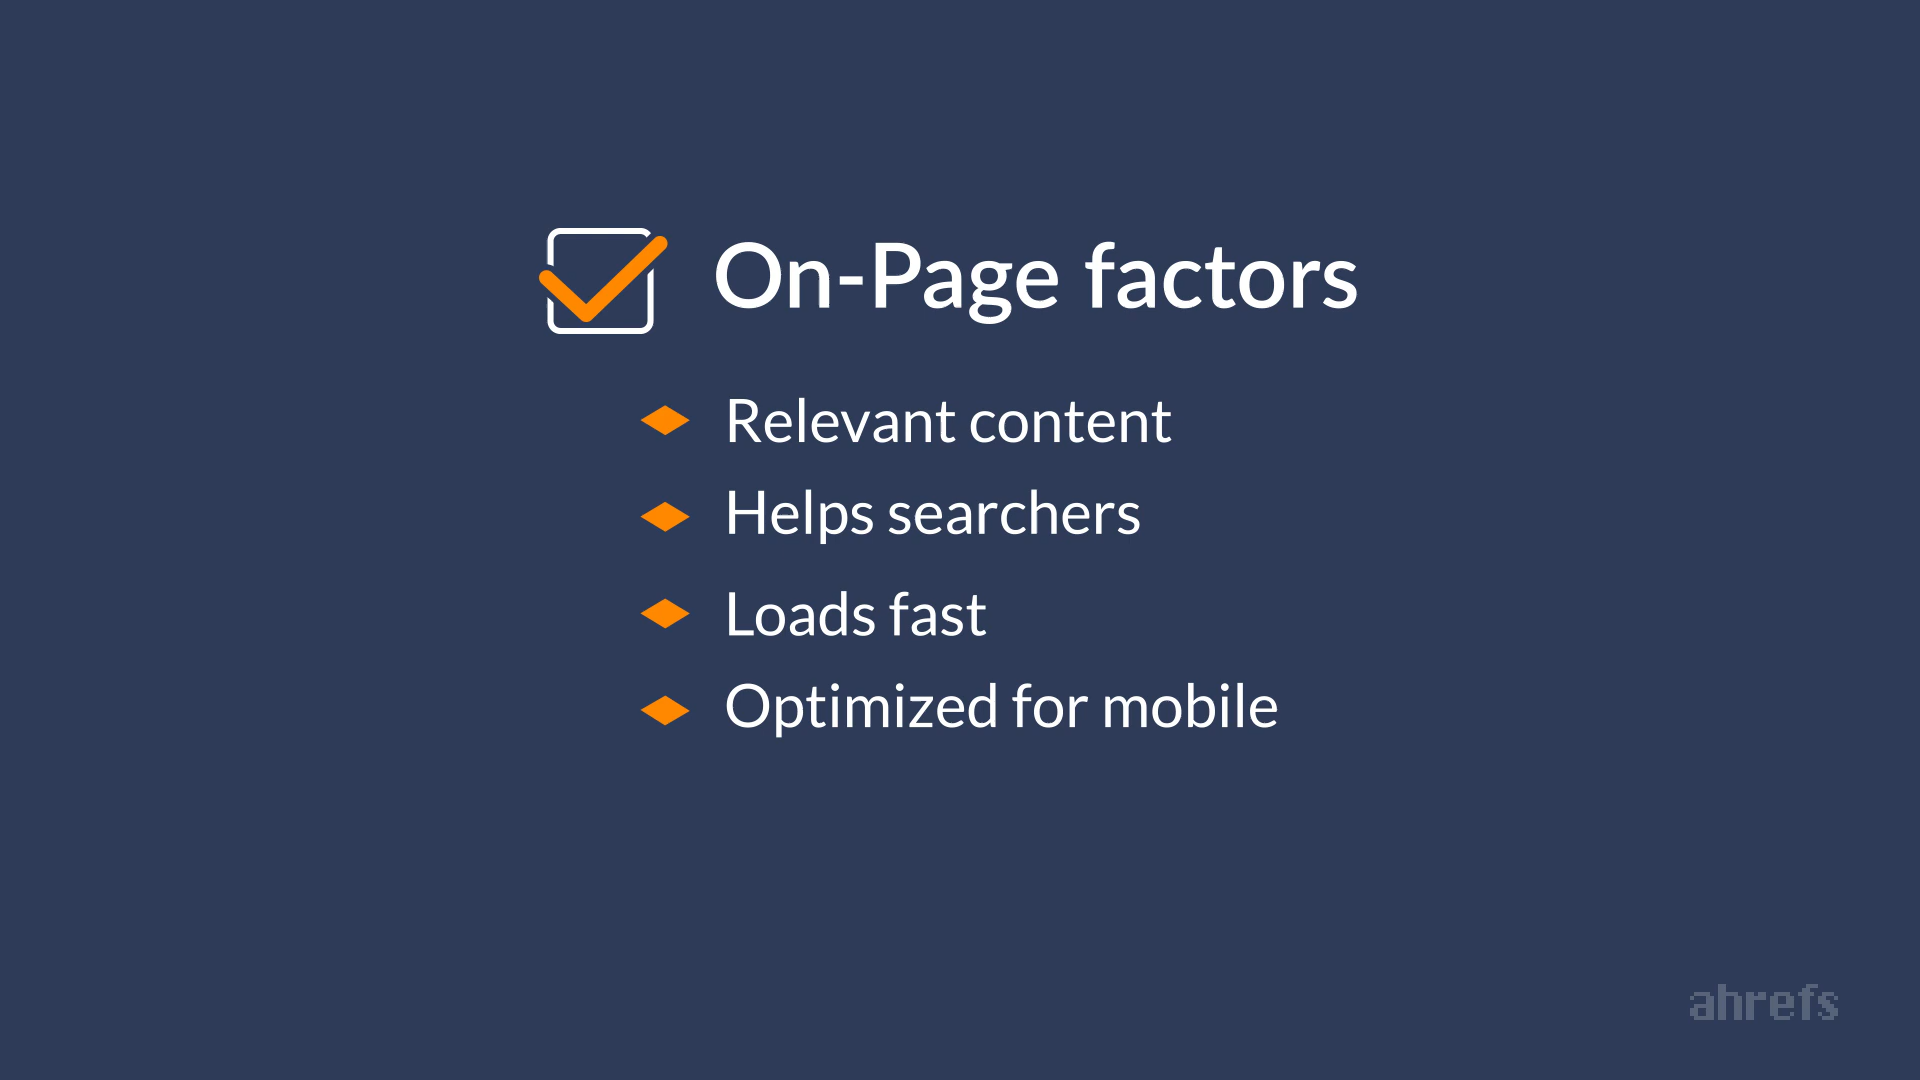 On-Page factors
Relevant content
Helps searchers
Loads fast
Optimized for mobile
ahrefs